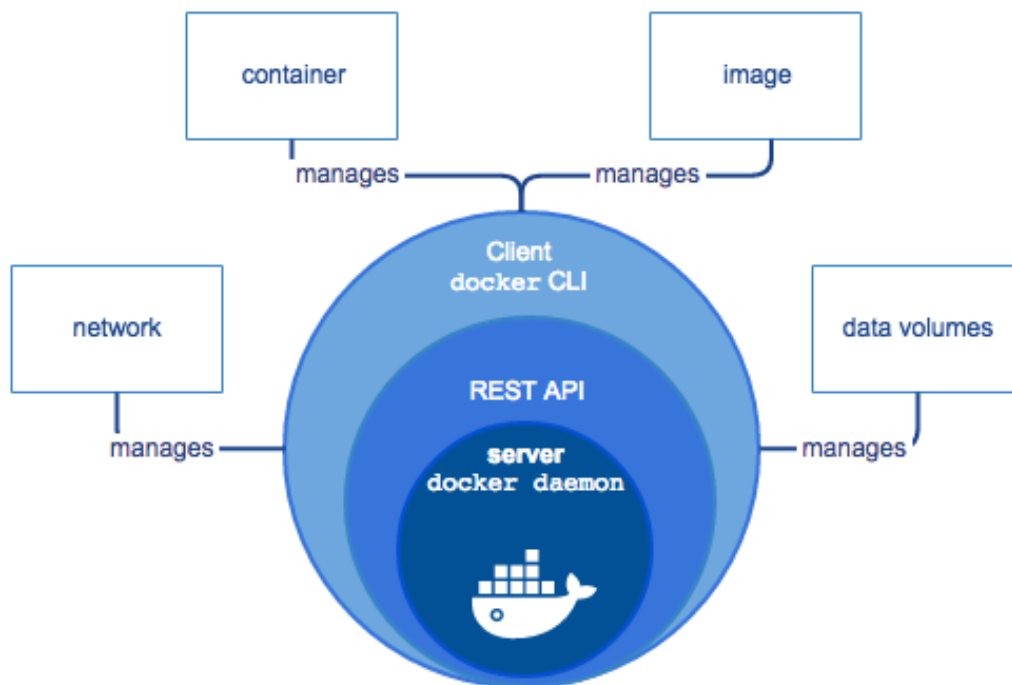 container
image
manages
manages
Client
docker CLI
network
data volumes
REST API
manages
manages
server
docker daemon